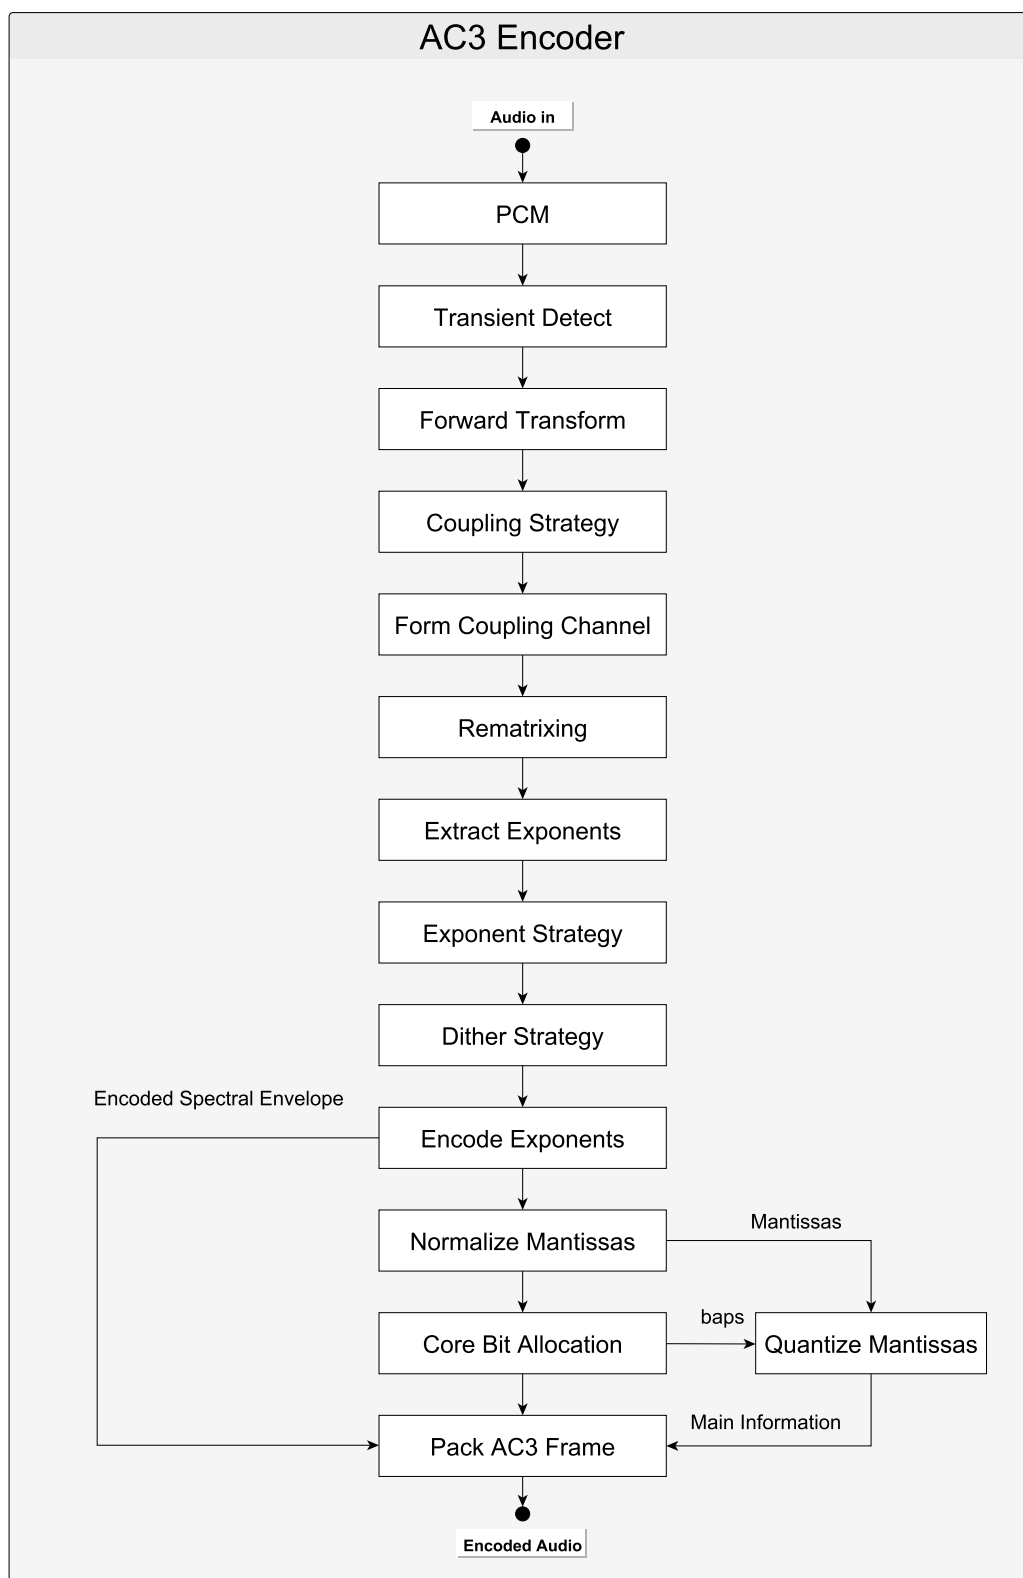 AC3 Encoder
Audio in
PCM
Transient Detect
Forward Transform
Coupling Strategy
Form Coupling Channel
Rematrixing
Extract Exponents
Exponent Strategy
Dither Strategy
Encoded Spectral Envelope
Encode Exponents
Mantissas
Normalize Mantissas
baps
Core Bit Allocation
Quantize Mantissas
Main Information
Pack AC3 Frame
Encoded Audio